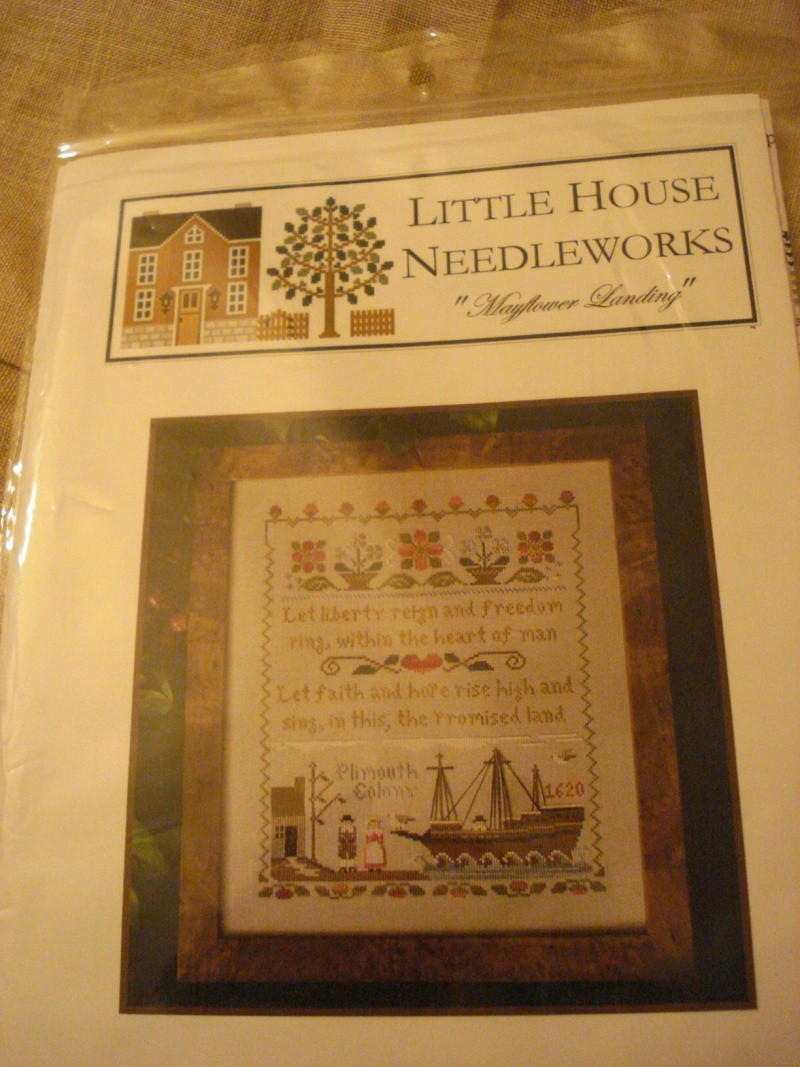 LITTLE HOUSE
NEEDLEWORKS
"Mayflower Landing"
Let liberty reign and freedom
ring, within the heart of man
Let faith and hope rise high and
sing, in this, the promised land
Plimouth
Colony
1620